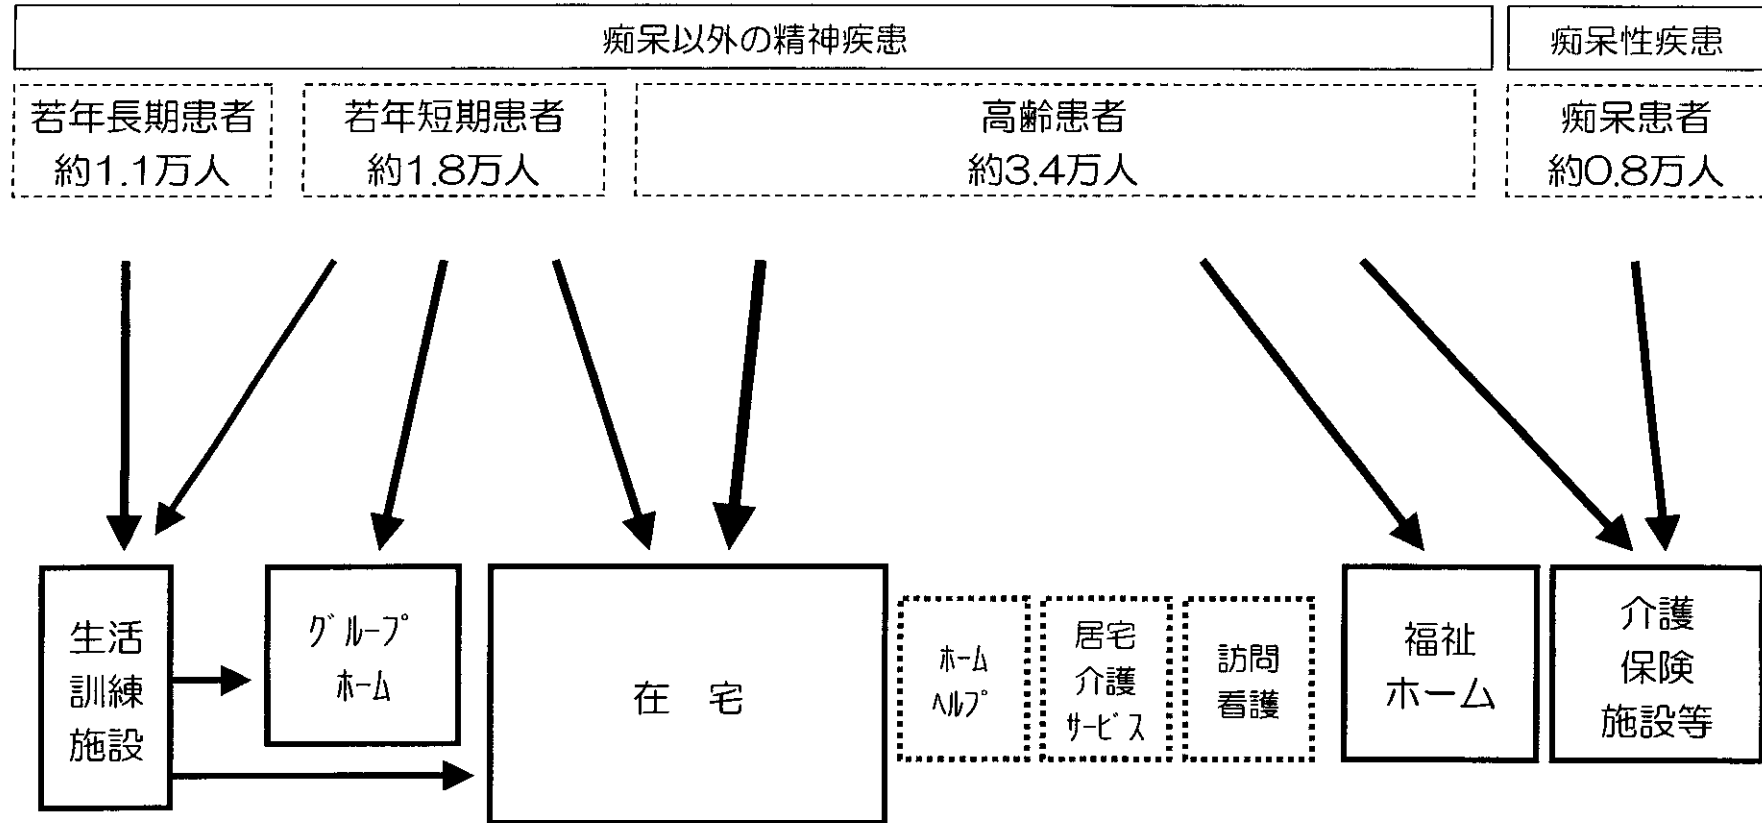 痴呆以外の精神疾患
痴呆性疾患
若年長期患者
約1.1万人
若年短期患者
約1.8万人
高齢患者
約3.4万人
痴呆患者
約0.8万人
生活
訓練
施設
ｸﾞﾙｰﾌﾟ
ﾎｰﾑ
在 宅
ﾎｰﾑ
ﾍﾙﾌﾟ
居宅
介護
ｻｰﾋﾞｽ
訪問
看護
福祉
ホーム
介護
保険
施設等